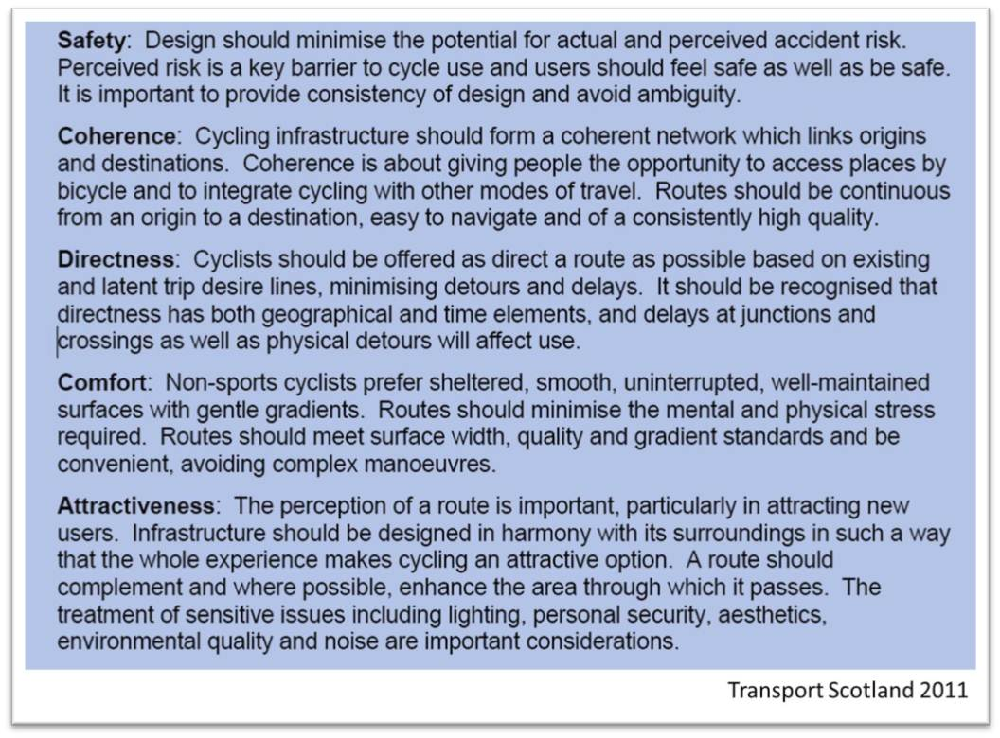 Safety:  Design should minimise the potential for actual and perceived accident risk.
Perceived risk is a key barrier to cycle use and users should feel safe as well as be safe.
It is important to provide consistency of design and avoid ambiguity.
Coherence:  Cycling infrastructure should form a coherent network which links origins
and destinations.  Coherence is about giving people the opportunity to access places by
bicycle and to integrate cycling with other modes of travel.  Routes should be continuous
from an origin to a destination, easy to navigate and of a consistently high quality.
Directness:  Cyclists should be offered as direct a route as possible based on existing
and latent trip desire lines, minimising detours and delays.  It should be recognised that
directness has both geographical and time elements, and delays at junctions and
crossings as well as physical detours will affect use.
Comfort:  Non-sports cyclists prefer sheltered, smooth, uninterrupted, well-maintained
surfaces with gentle gradients.  Routes should minimise the mental and physical stress
required.  Routes should meet surface width, quality and gradient standards and be
convenient, avoiding complex manoeuvres.
Attractiveness:  The perception of a route is important, particularly in attracting new
users.  Infrastructure should be designed in harmony with its surroundings in such a way
that the whole experience makes cycling an attractive option.  A route should
complement and where possible, enhance the area through which it passes.  The
treatment of sensitive issues including lighting, personal security, aesthetics,
environmental quality and noise are important considerations.
Transport Scotland 2011